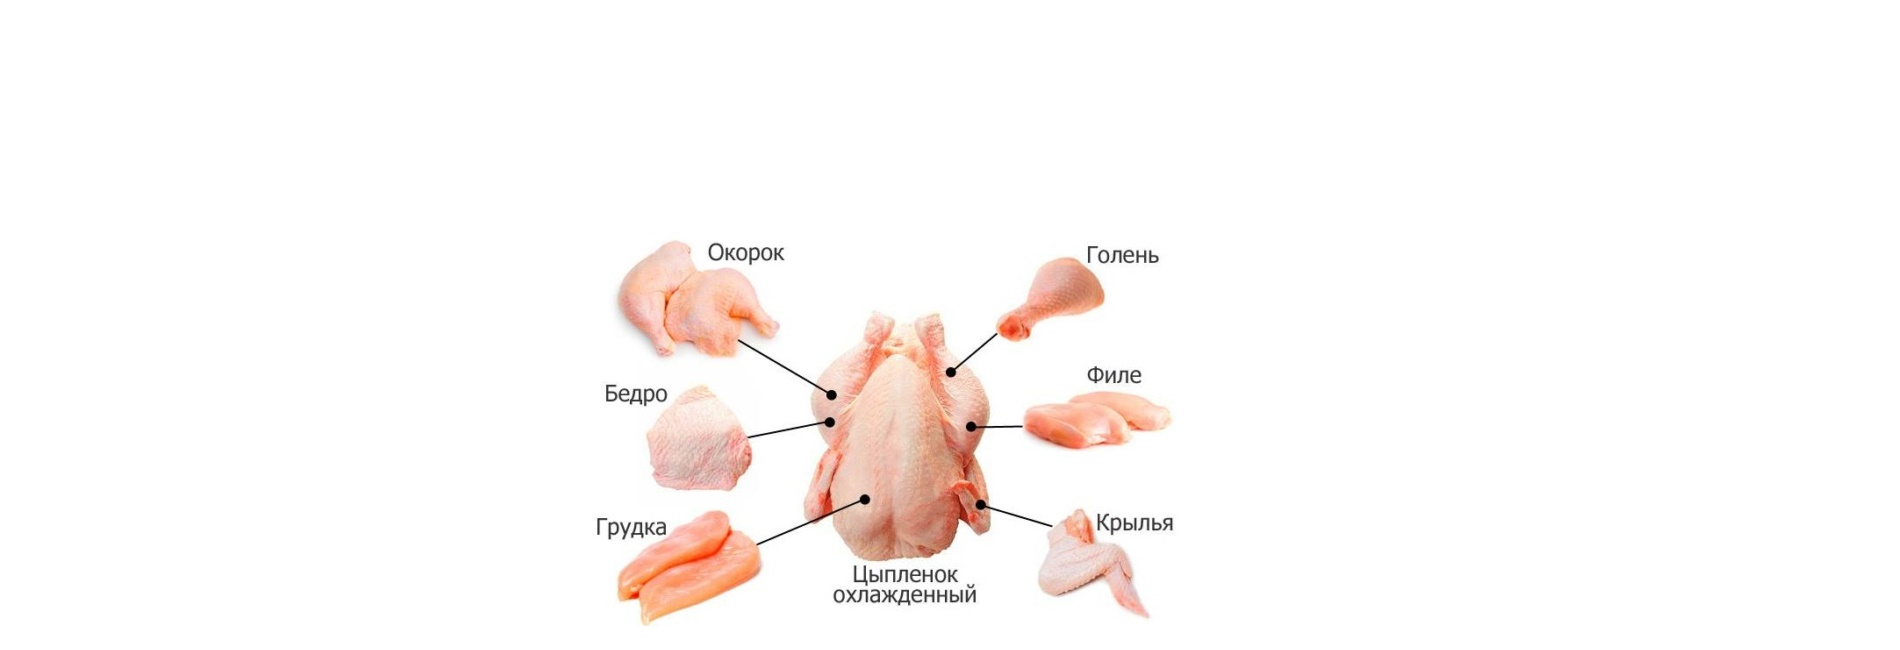 Окорок
Голень
Филе
Бедро
Грудка
Крылья
Цыпленок
охлажденный